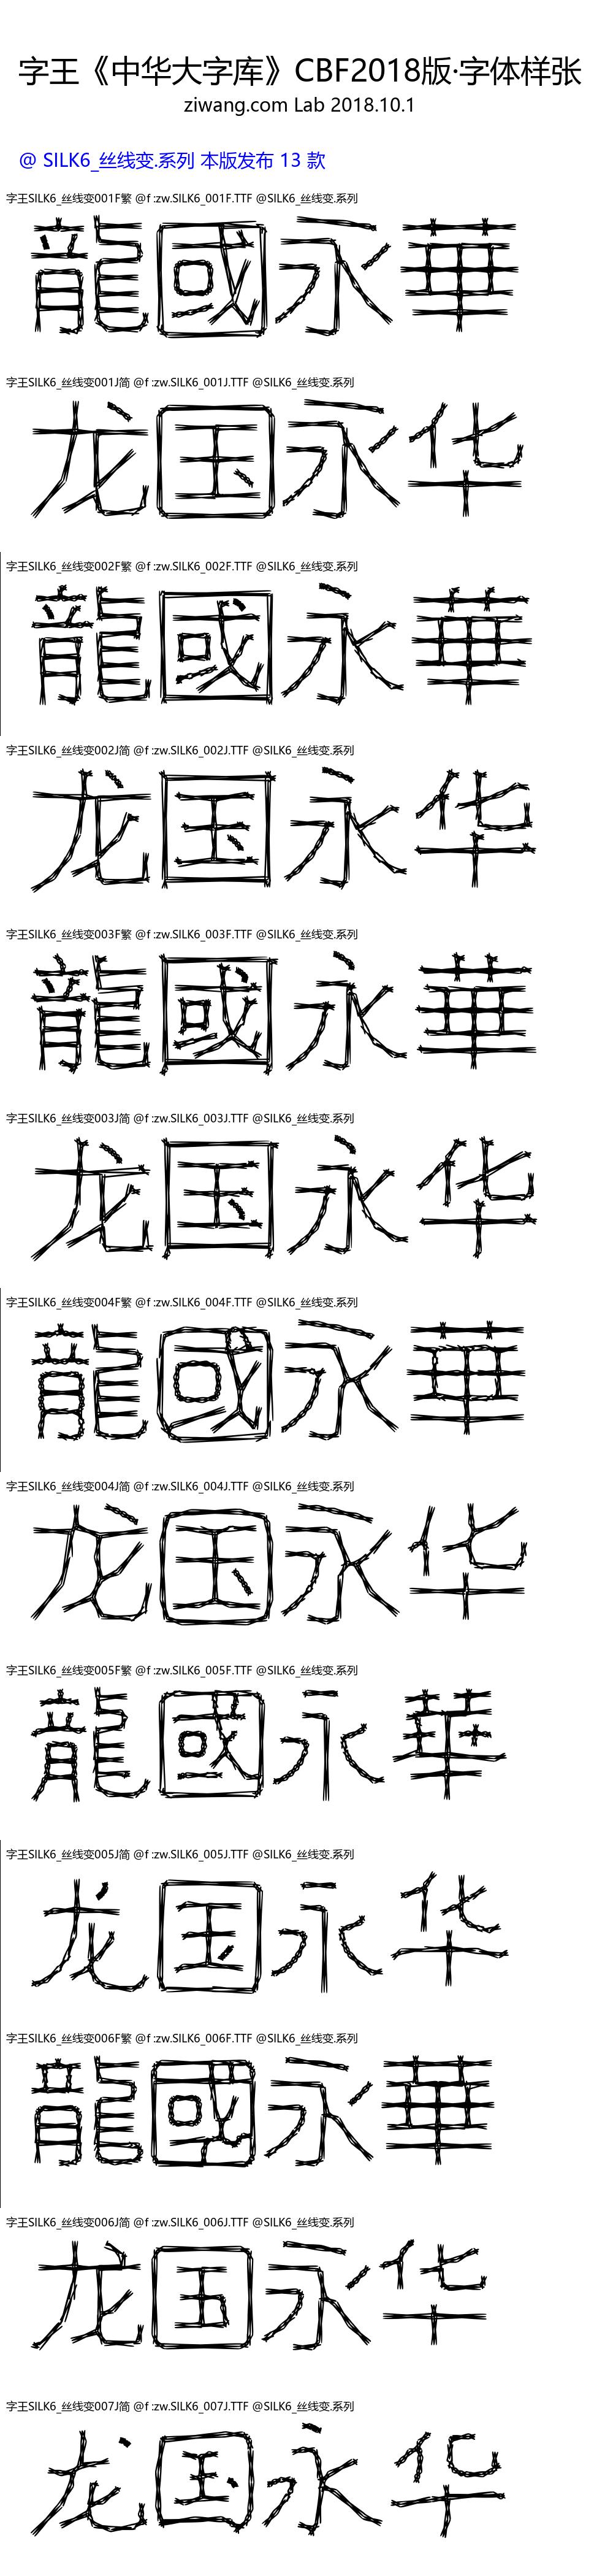 字王《中华大字库》CBF2018版·字体样张
ziwang.com Lab 2018.10.1
@ SILK6_丝线变.系列 本版发布 13 款
字王SILK6_丝线变001F繁 @f :zw.SILK6_001F.TTF @SILK6_丝线变.系列
龍國永華
字王SILK6_丝线变001J简 @f :zw.SILK6_001J.TTF @SILK6_丝线变.系列
龙国永华
字王SILK6_丝线变002F繁 @f :zw.SILK6_002F.TTF @SILK6_丝线变.系列
龍國永華
字王SILK6_丝线变002J简 @f :zw.SILK6_002J.TTF @SILK6_丝线变.系列
龙国永华
字王SILK6_丝线变003F繁 @f :zw.SILK6_003F.TTF @SILK6_丝线变.系列
龍國永華
字王SILK6_丝线变003J简 @f :zw.SILK6_003J.TTF @SILK6_丝线变.系列
龙国永华
字王SILK6_丝线变004F繁 @f :zw.SILK6_004F.TTF @SILK6_丝线变.系列
龍國永華
字王SILK6_丝线变004J简 @f :zw.SILK6_004J.TTF @SILK6_丝线变.系列
龙国永华
字王SILK6_丝线变005F繁 @f :zw.SILK6_005F.TTF @SILK6_丝线变.系列
龍國永華
字王SILK6_丝线变005J简 @f :zw.SILK6_005J.TTF @SILK6_丝线变.系列
龙国永华
字王SILK6_丝线变006F繁 @f :zw.SILK6_006F.TTF @SILK6_丝线变.系列
龍國永華
字王SILK6_丝线变006J简 @f :zw.SILK6_006J.TTF @SILK6_丝线变.系列
龙国永华
字王SILK6_丝线变007J简 @f :zw.SILK6_007J.TTF @SILK6_丝线变.系列
龙国永华